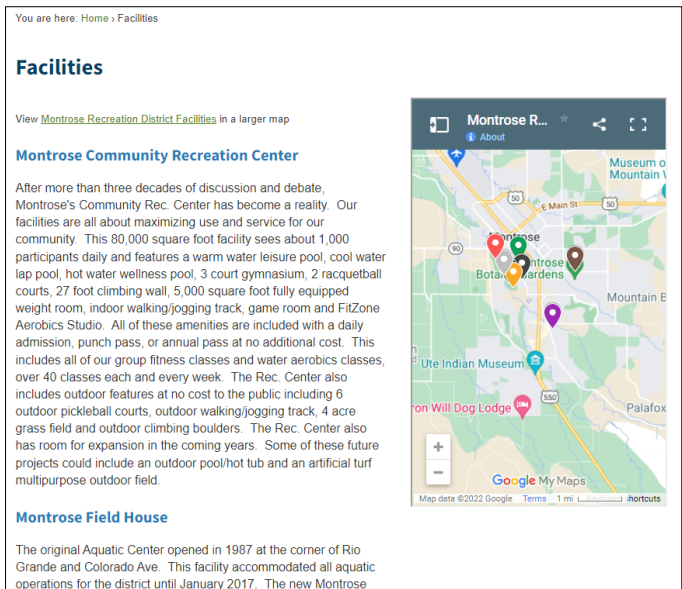 You are here: Home › Facilities
Facilities
View Montrose Recreation District Facilities in a larger map
Montrose Community Recreation Center
After more than three decades of discussion and debate,
Montrose's Community Rec. Center has become a reality. Our
facilities are all about maximizing use and service for our
community. This 80,000 square foot facility sees about 1,000
participants daily and features a warm water leisure pool, cool water
lap pool, hot water wellness pool, 3 court gymnasium, 2 racquetball
courts, 27 foot climbing wall, 5,000 square foot fully equipped
weight room, indoor walking/jogging track, game room and FitZone
Aerobics Studio. All of these amenities are included with a daily
admission, punch pass, or annual pass at no additional cost. This
includes all of our group fitness classes and water aerobics classes,
over 40 classes each and every week. The Rec. Center also
includes outdoor features at no cost to the public including 6
outdoor pickleball courts, outdoor walking/jogging track, 4 acre
grass field and outdoor climbing boulders. The Rec. Center also
has room for expansion in the coming years. Some of these future
projects could include an outdoor pool/hot tub and an artificial turf
multipurpose outdoor field.
Montrose Field House
The original Aquatic Center opened in 1987 at the corner of Rio
Grande and Colorado Ave. This facility accommodated all aquatic
operations for the district until January 2017. The new Montrose
Montrose R...
About
Museum o
Mountain
50
E Main St
50
90
Mountain B
Ute Indian Museum
550
ron Will Dog Lodge
Palafox
+
−
Google My Maps
Map data ©2022 Google Terms 1 mi
hortcuts